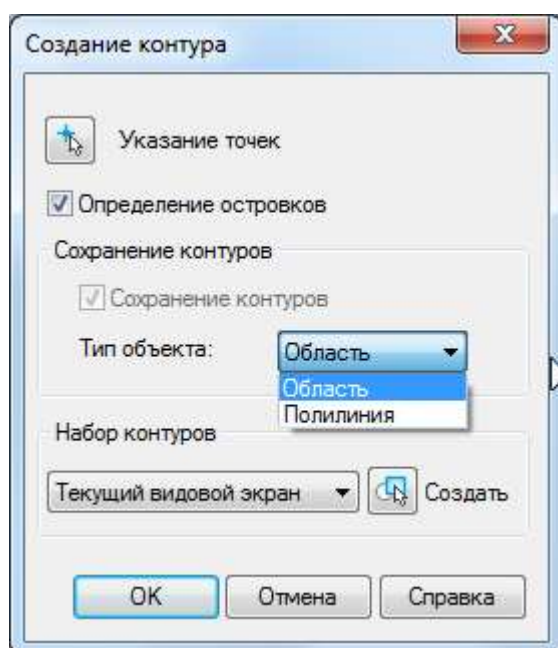 Создание контура
Указание точек
Определение островков
Сохранение контуров
Сохранение контуров
Тип объекта: Область
Область
Полилиния
Набор контуров
Текущий видовой экран Создать
OK Отмена Справка